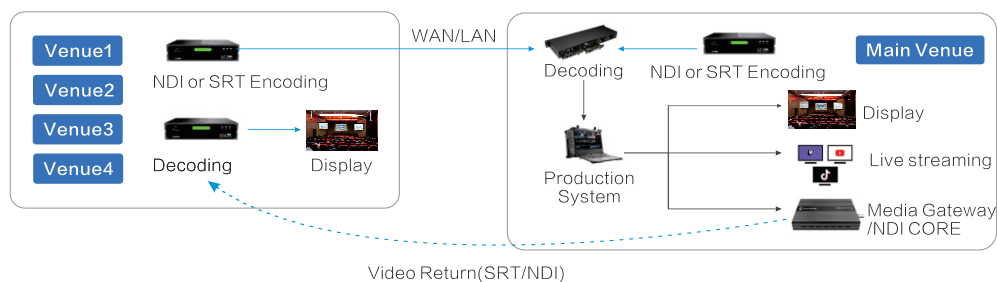 Venue1
Venue2
Venue3
Venue4
NDI or SRT Encoding
Decoding
Display
WAN/LAN
Decoding
NDI or SRT Encoding
Main Venue
Production
System
Display
Live streaming
Media Gateway
/NDI CORE
Video Return(SRT/NDI)